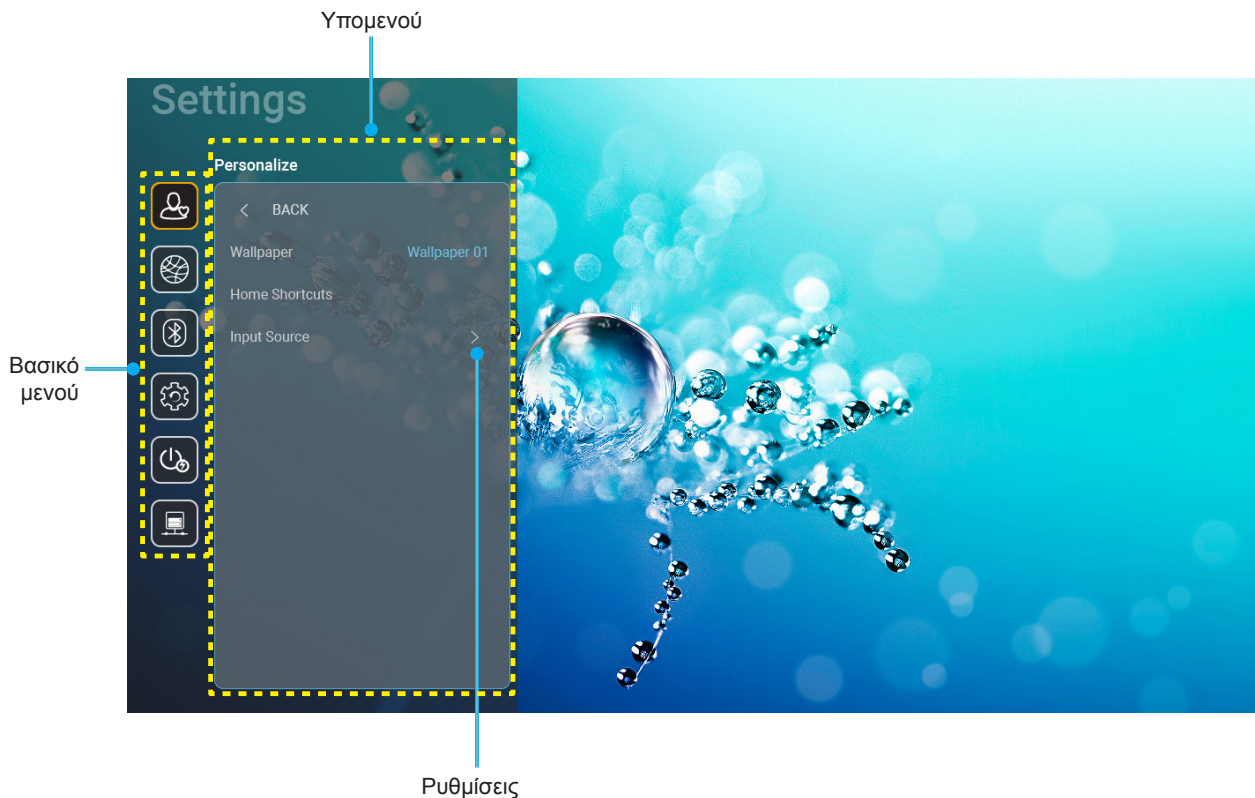 Υπομενού
Settings
Personalize
BACK
Wallpaper Wallpaper 01
Home Shortcuts
Input Source
Βασικό
μενού
Ρυθμίσεις